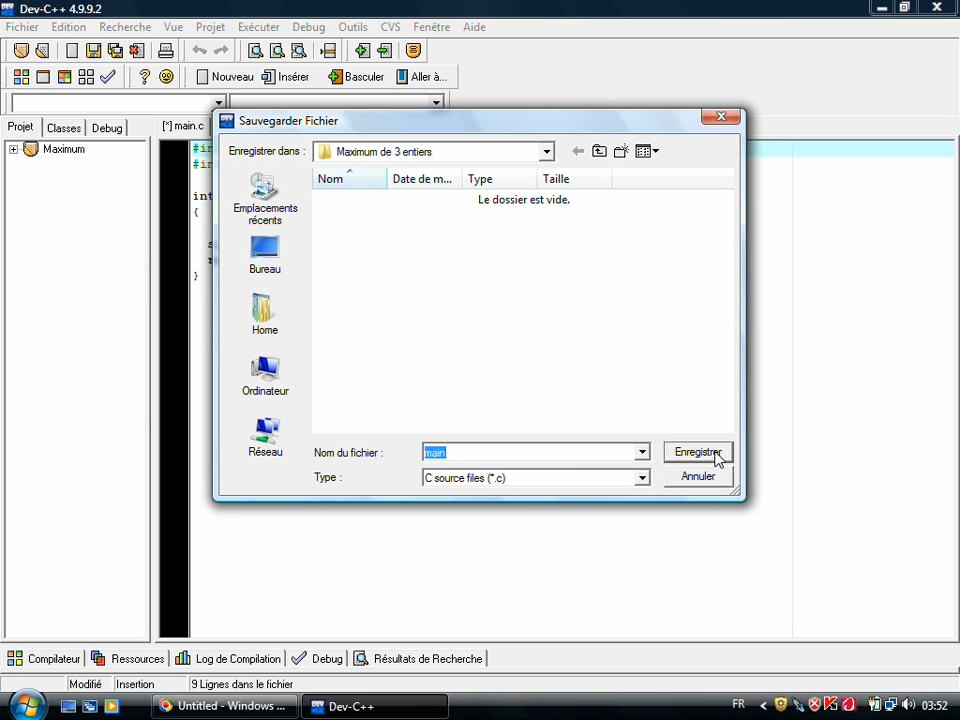 Dev-C++ 4.9.9.2
Fichier Edition Recherche Vue Projet Exécuter Debug Outils CVS Fenêtre Aide
Nouveau Insérer Basculer Aller à...
Projet Classes Debug [*] main.c
Maximum
#in
#in
int
{
s
r
}
Sauvegarder Fichier
Enregistrer dans : Maximum de 3 entiers
Nom Date de m... Type Taille
Le dossier est vide.
Emplacements
récents
Bureau
Home
Ordinateur
Réseau
Nom du fichier : main Enregistrer
Type : C source files (*.c) Annuler
Compilateur Ressources Log de Compilation Debug Résultats de Recherche
Modifié Insertion 9 Lignes dans le fichier
Untitled - Windows ... Dev-C++ FR 03:52